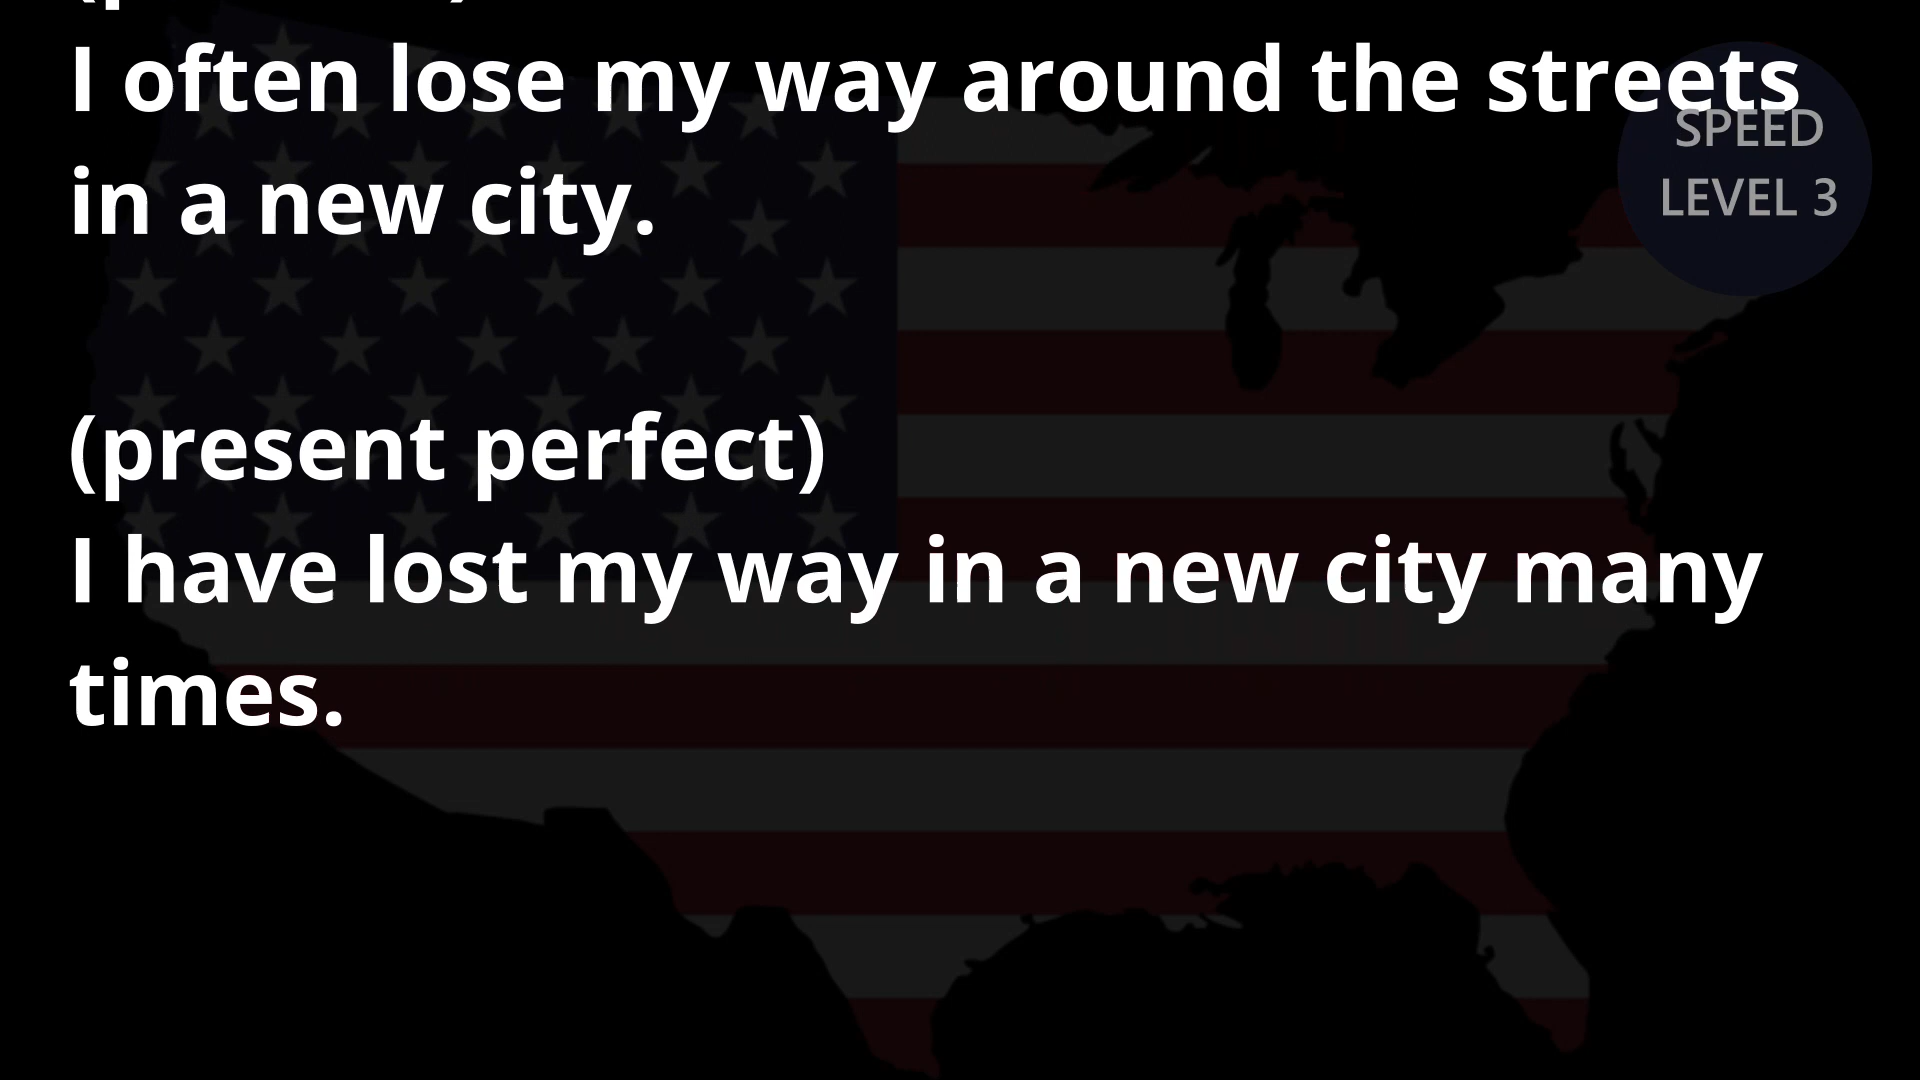 I often lose my way around the streets
in a new city.
(present perfect)
I have lost my way in a new city many
times.
SPEED
LEVEL 3